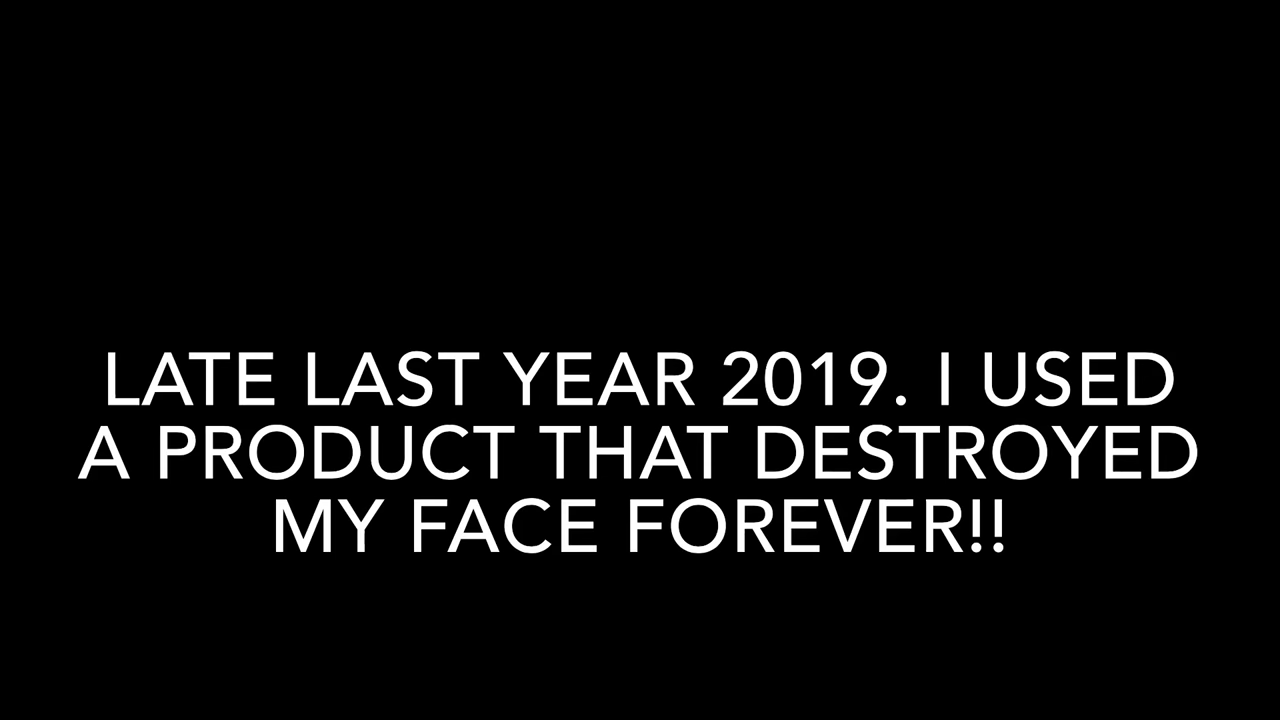 LATE LAST YEAR 2019. I USED
A PRODUCT THAT DESTROYED
MY FACE FOREVER!!